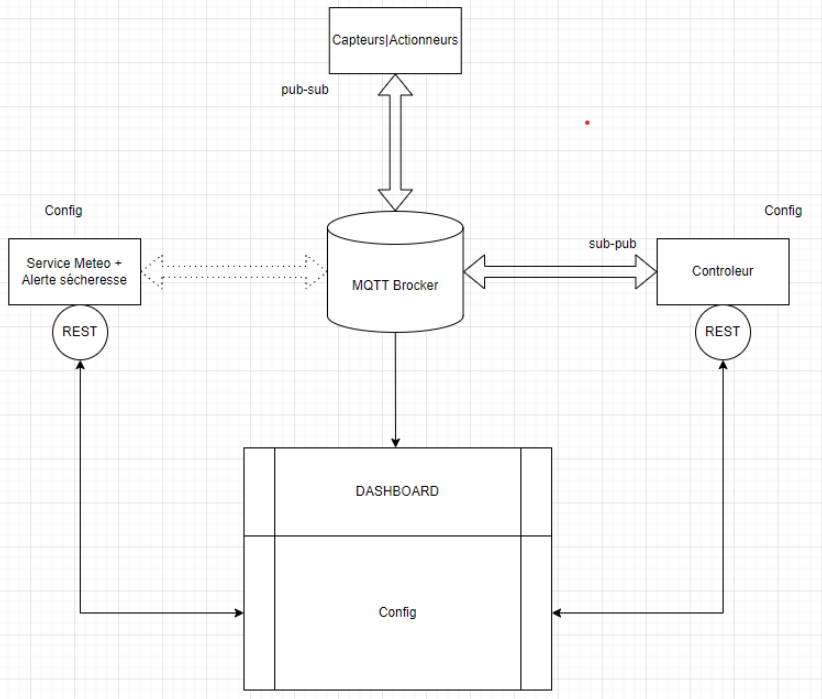 Capteurs|Actionneurs
pub-sub
Config
Config
sub-pub
Service Meteo +
Alerte sécheresse
MQTT Brocker
Controleur
REST
REST
DASHBOARD
Config